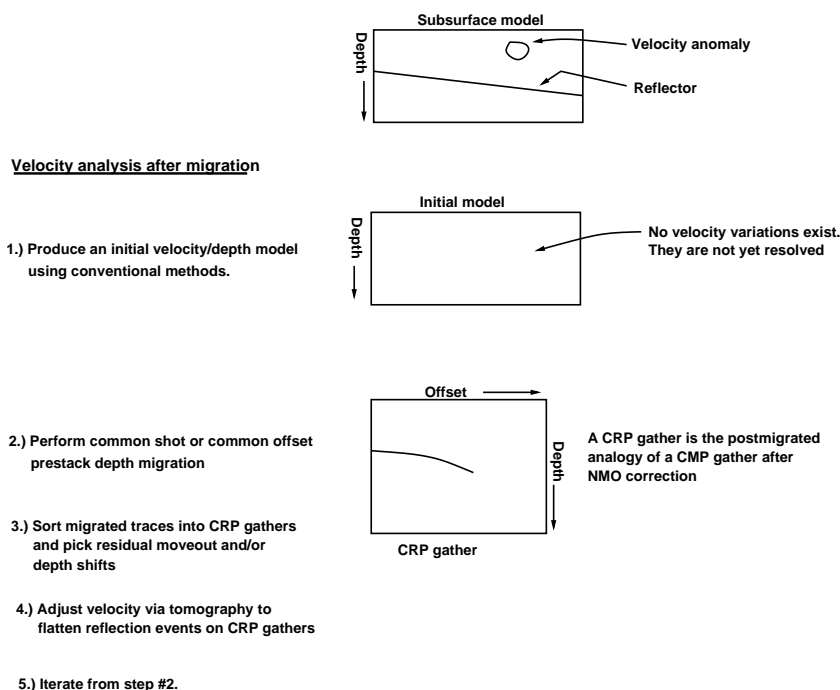 Subsurface model
Depth
Velocity anomaly
Reflector
Velocity analysis after migration
Initial model
Depth
1.) Produce an initial velocity/depth model
using conventional methods.
No velocity variations exist.
They are not yet resolved
Offset
Depth
2.) Perform common shot or common offset
prestack depth migration
A CRP gather is the postmigrated
analogy of a CMP gather after
NMO correction
3.) Sort migrated traces into CRP gathers
and pick residual moveout and/or
depth shifts
CRP gather
4.) Adjust velocity via tomography to
flatten reflection events on CRP gathers
5.) Iterate from step #2.